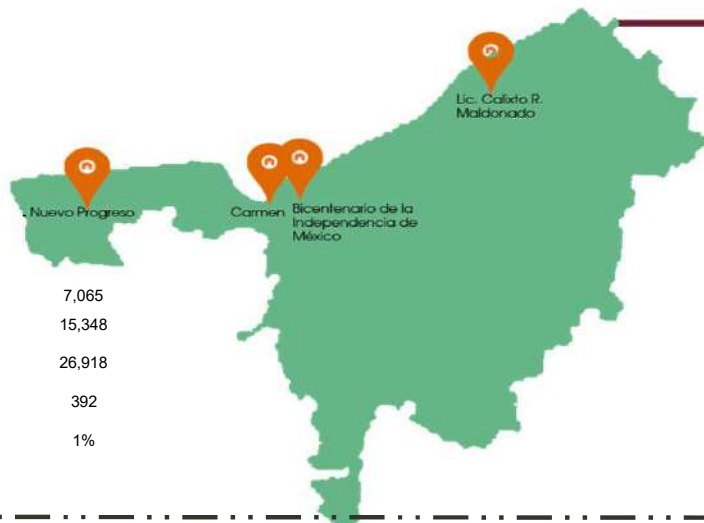 Lic. Calixto R.
Maldonado
. Nuevo Progreso
Carmen
Bicentenario de la
Independencia de
México
7,065
15,348
26,918
392
1%